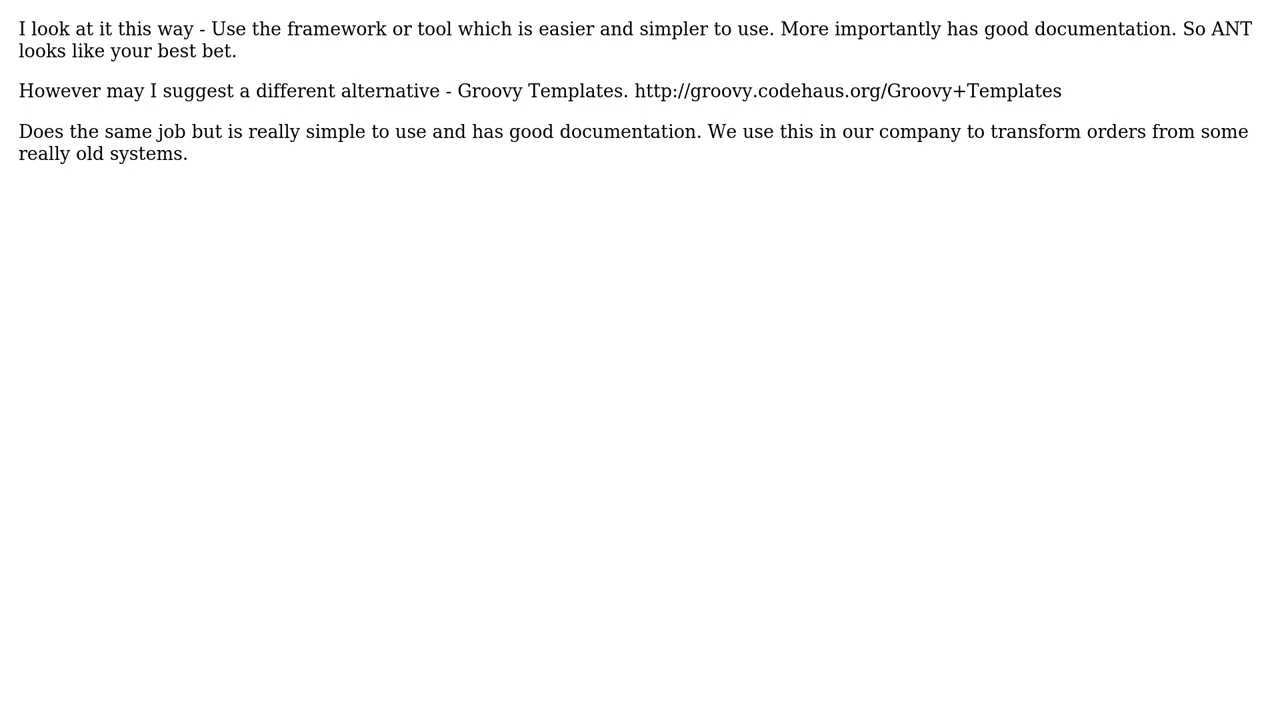 I look at it this way - Use the framework or tool which is easier and simpler to use. More importantly has good documentation. So ANT
looks like your best bet.
However may I suggest a different alternative - Groovy Templates. http://groovy.codehaus.org/Groovy+Templates
Does the same job but is really simple to use and has good documentation. We use this in our company to transform orders from some
really old systems.